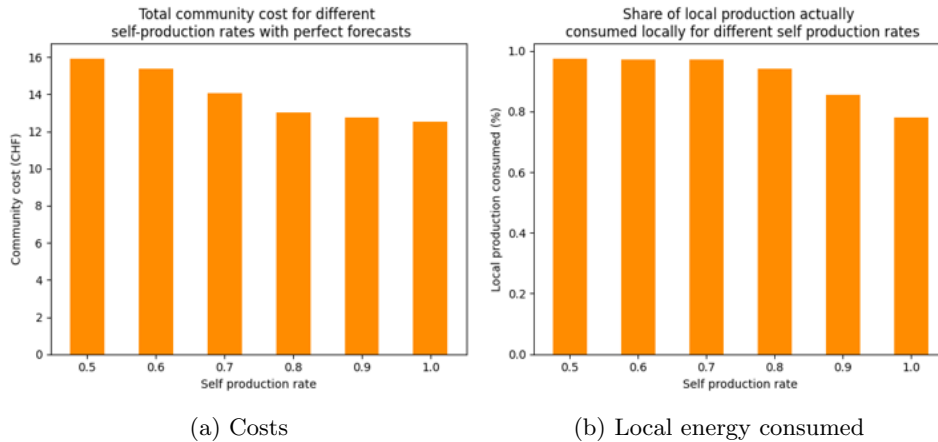 Total community cost for different
self-production rates with perfect forecasts
Community cost (CHF)
16
14
12
10
8
6
4
2
0
0.5 0.6 0.7 0.8 0.9 1.0
Self production rate
(a) Costs
Share of local production actually
consumed locally for different self production rates
Local production consumed (%)
1.0
0.8
0.6
0.4
0.2
0.0
0.5 0.6 0.7 0.8 0.9 1.0
Self production rate
(b) Local energy consumed